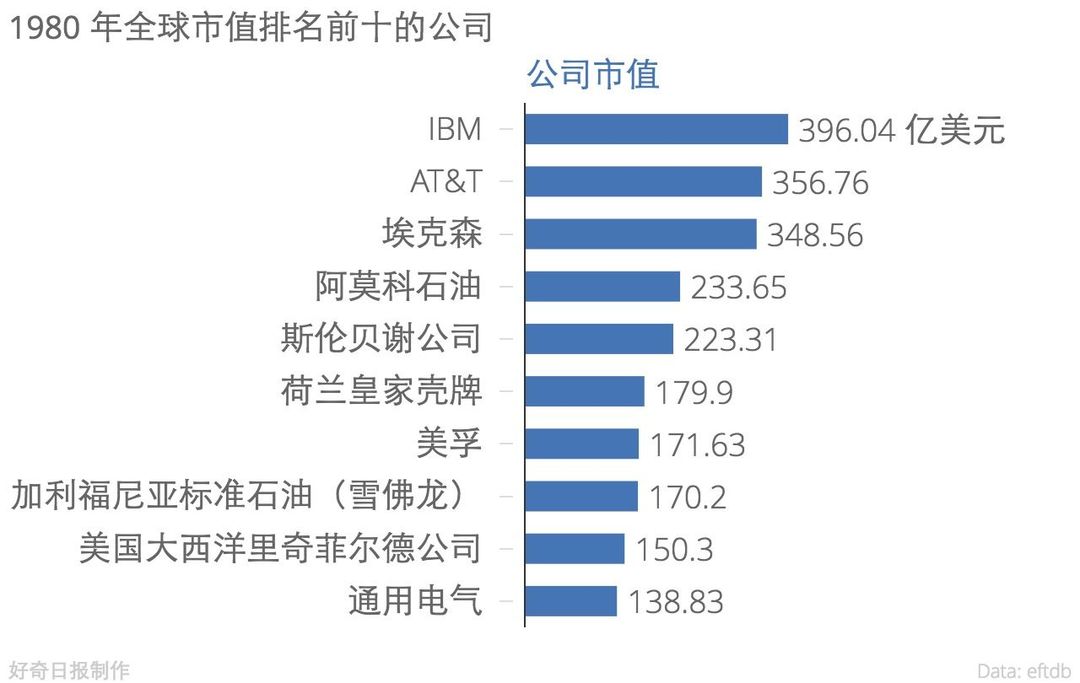 1980 年全球市值排名前十的公司
公司市值
IBM 396.04 亿美元
AT&T 356.76
埃克森 348.56
阿莫科石油 233.65
斯伦贝谢公司 223.31
荷兰皇家壳牌 179.9
美孚 171.63
加利福尼亚标准石油（雪佛龙） 170.2
美国大西洋里奇菲尔德公司 150.3
通用电气 138.83
好奇日报制作 Data: eftdb